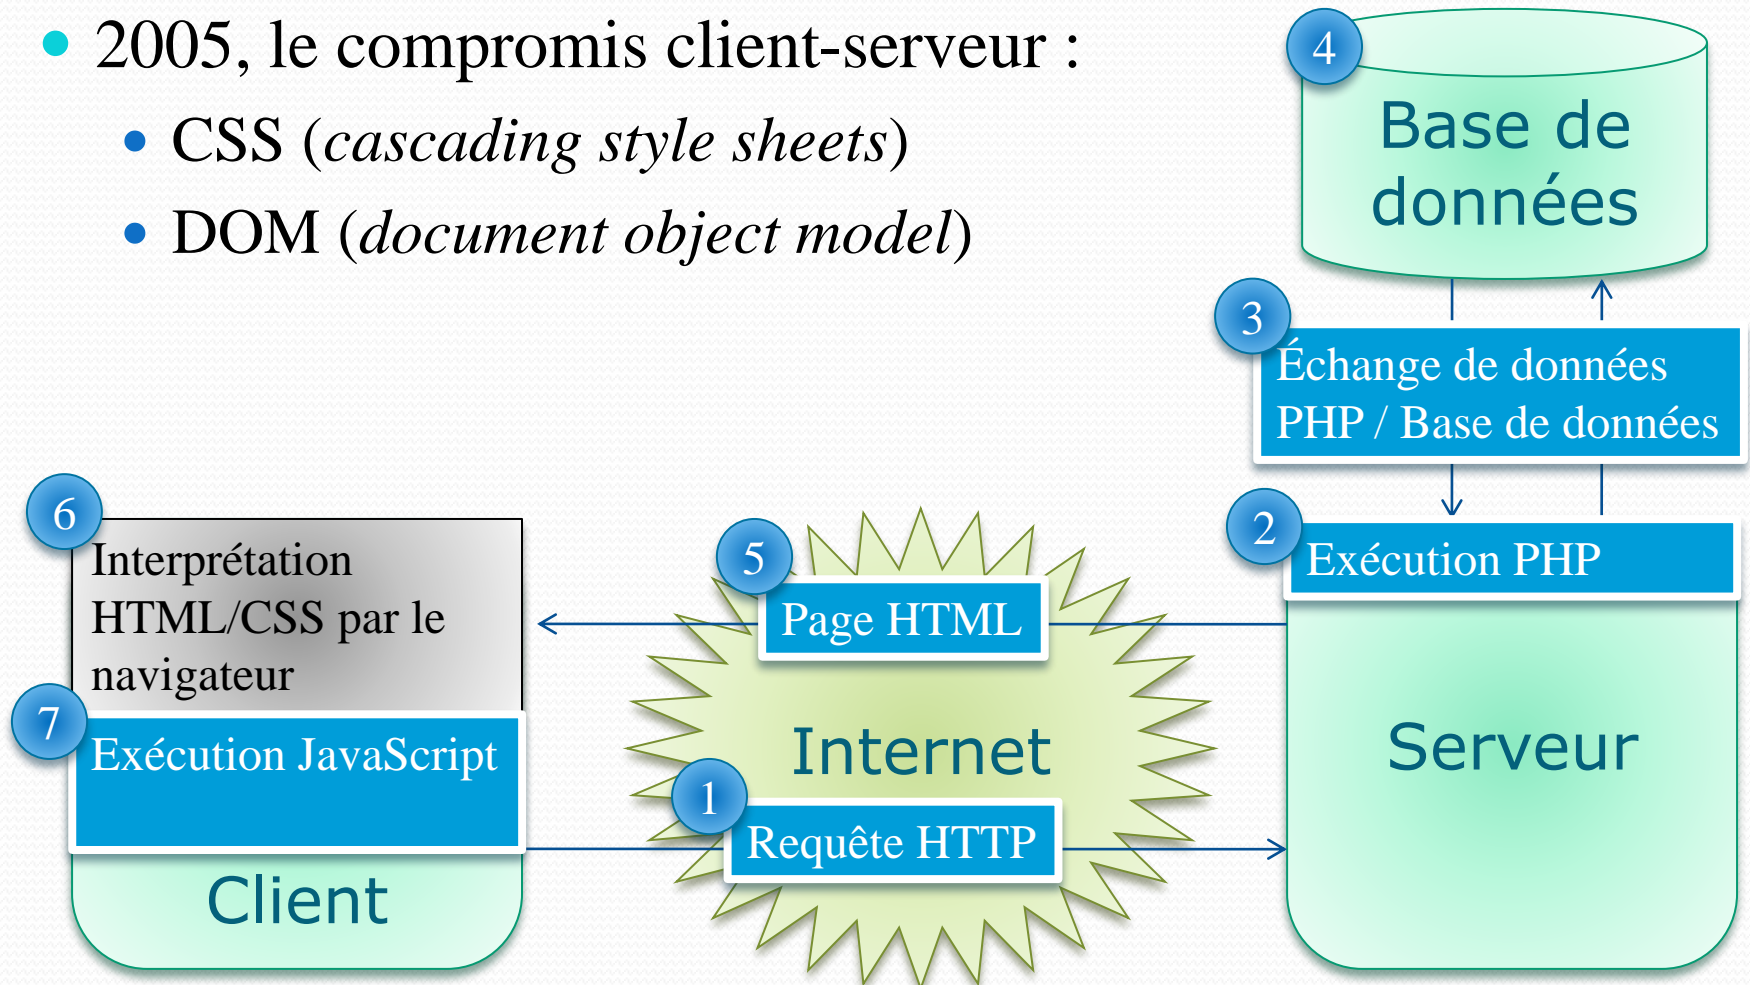 2005, le compromis client-serveur :
CSS (cascading style sheets)
DOM (document object model)
4
Base de
données
3
Échange de données
PHP / Base de données
6
Interprétation
HTML/CSS par le
navigateur
7
Exécution JavaScript
Client
5
Page HTML
Internet
1
Requête HTTP
2
Exécution PHP
Serveur